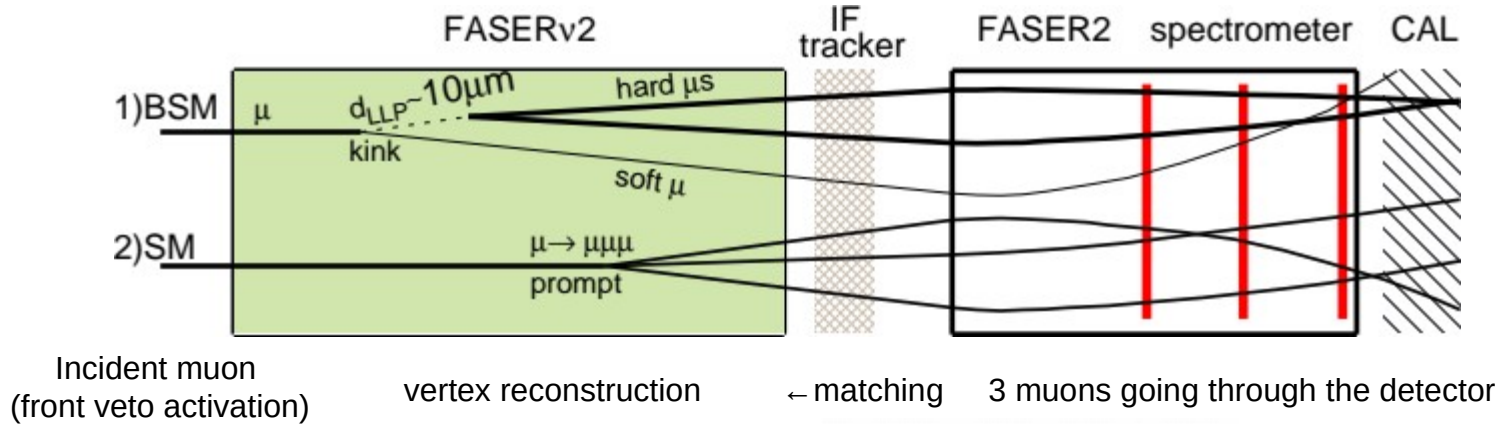 FASERν2
IF
tracker
FASER2
spectrometer
CAL
1)BSM
μ
d_LLP ~10μm
hard μs
kink
soft μ
2)SM
μ→ μμμ
prompt
Incident muon
(front veto activation)
vertex reconstruction
←matching
3 muons going through the detector